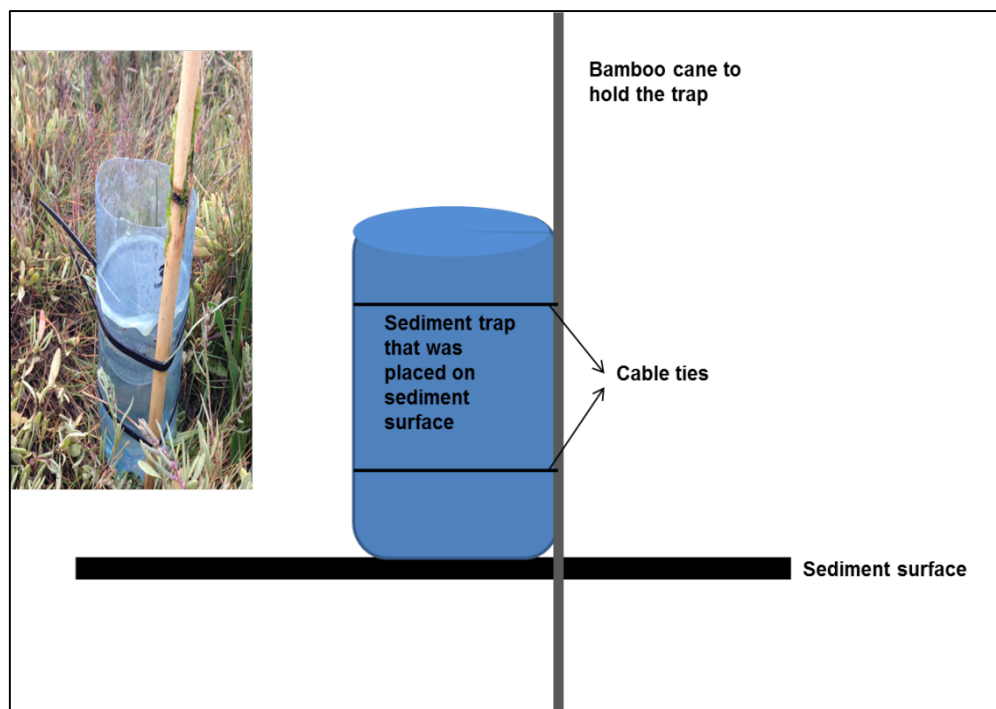 Bamboo cane to
hold the trap
Sediment trap
that was
placed on
sediment
surface
Cable ties
Sediment surface